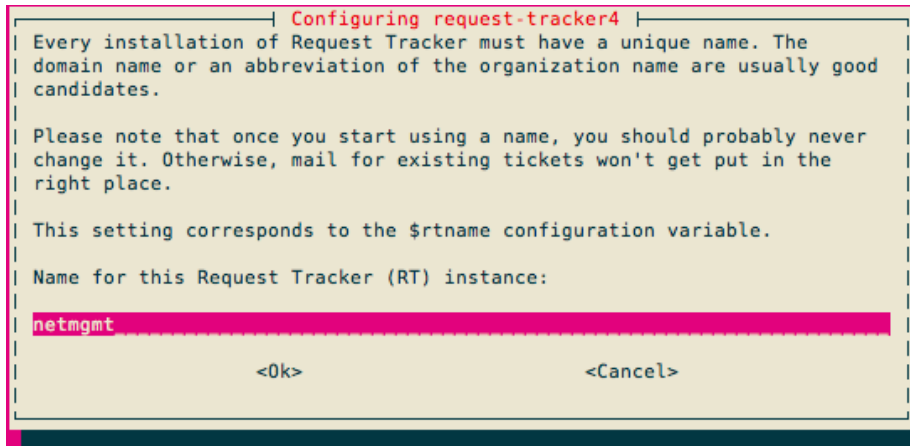 Configuring request-tracker4
Every installation of Request Tracker must have a unique name. The
domain name or an abbreviation of the organization name are usually good
candidates.
Please note that once you start using a name, you should probably never
change it. Otherwise, mail for existing tickets won't get put in the
right place.
This setting corresponds to the $rtname configuration variable.
Name for this Request Tracker (RT) instance:
netmgmt
<Ok> <Cancel>